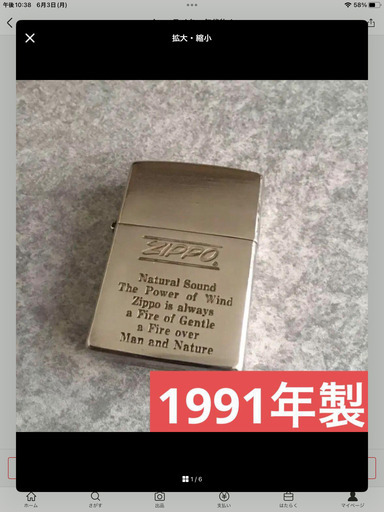 午後10:38 6月3日(月)
58%
拡大・縮小
ZIPPO
Natural Sound
The Power of Wind
Zippo is always
a Fire of Gentle
a Fire over
Man and Nature
1991年製
1 / 6
ホーム さがす 出品 支払い はたらく マイページ